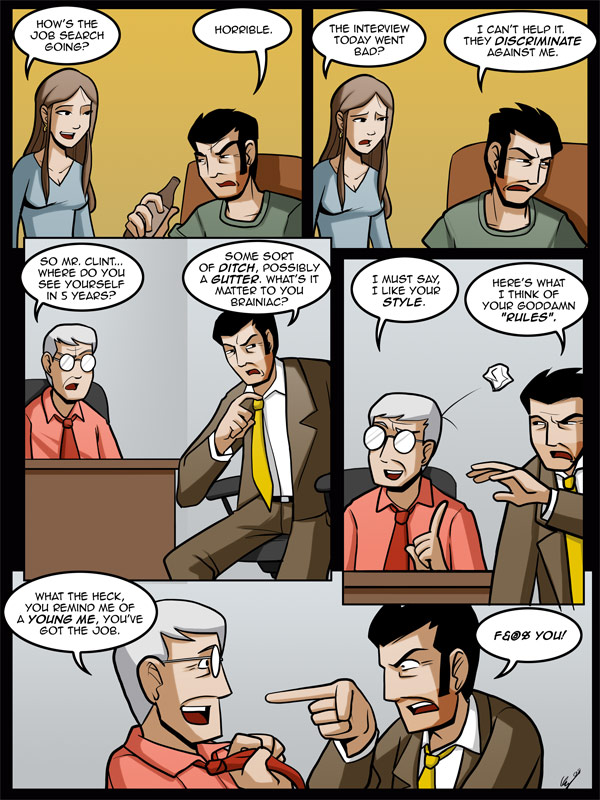 HOW'S THE
JOB SEARCH
GOING?
HORRIBLE.
THE INTERVIEW
TODAY WENT
BAD?
I CAN'T HELP IT.
THEY DISCRIMINATE
AGAINST ME.
SO MR. CLINT...
WHERE DO YOU
SEE YOURSELF
IN 5 YEARS?
SOME SORT
OF DITCH, POSSIBLY
A GUTTER. WHAT'S IT
MATTER TO YOU
BRAINIAC?
I MUST SAY,
I LIKE YOUR
STYLE.
HERE'S WHAT
I THINK OF
YOUR GODDAMN
"RULES".
WHAT THE HECK,
YOU REMIND ME OF
A YOUNG ME, YOU'VE
GOT THE JOB.
F&@% YOU!